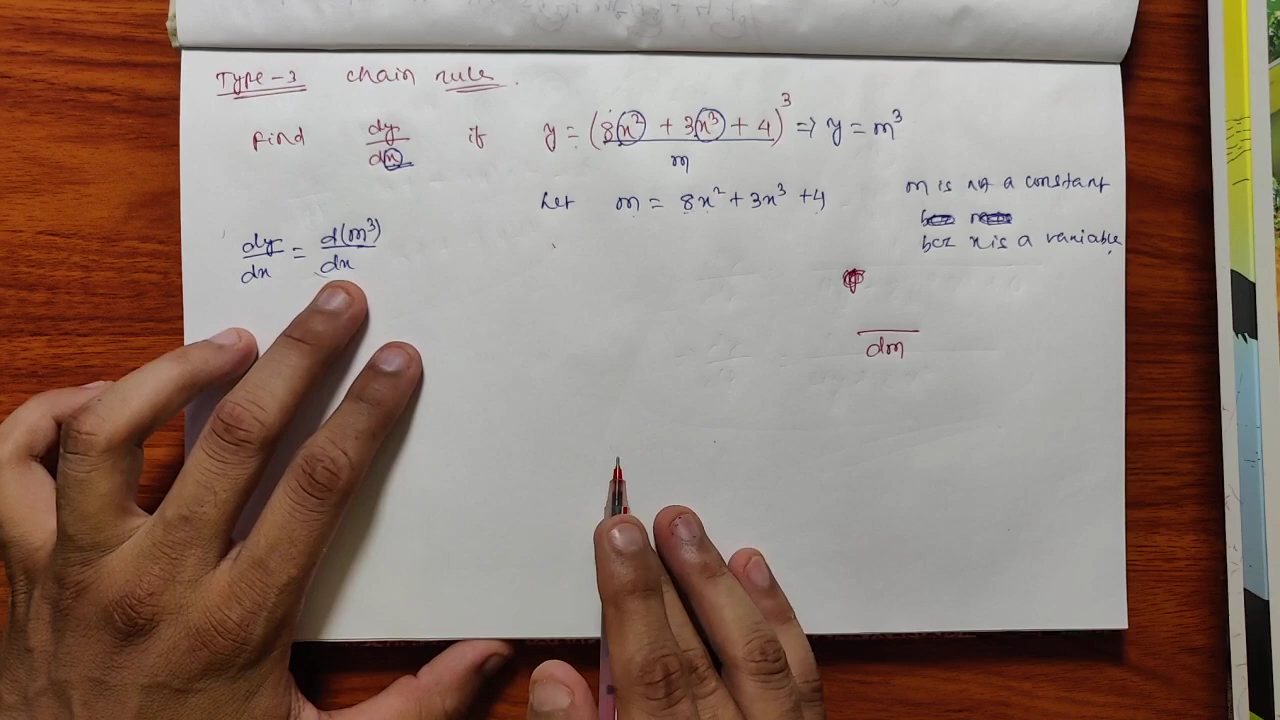 Type-3 chain rule.
Find dy/dx if y = (8x² + 3x³ + 4)³ => y = m³
m
Let m = 8x² + 3x³ + 4
m is not a constant
bcz x is a variable
dy/dx = d(m³)/dx
dm